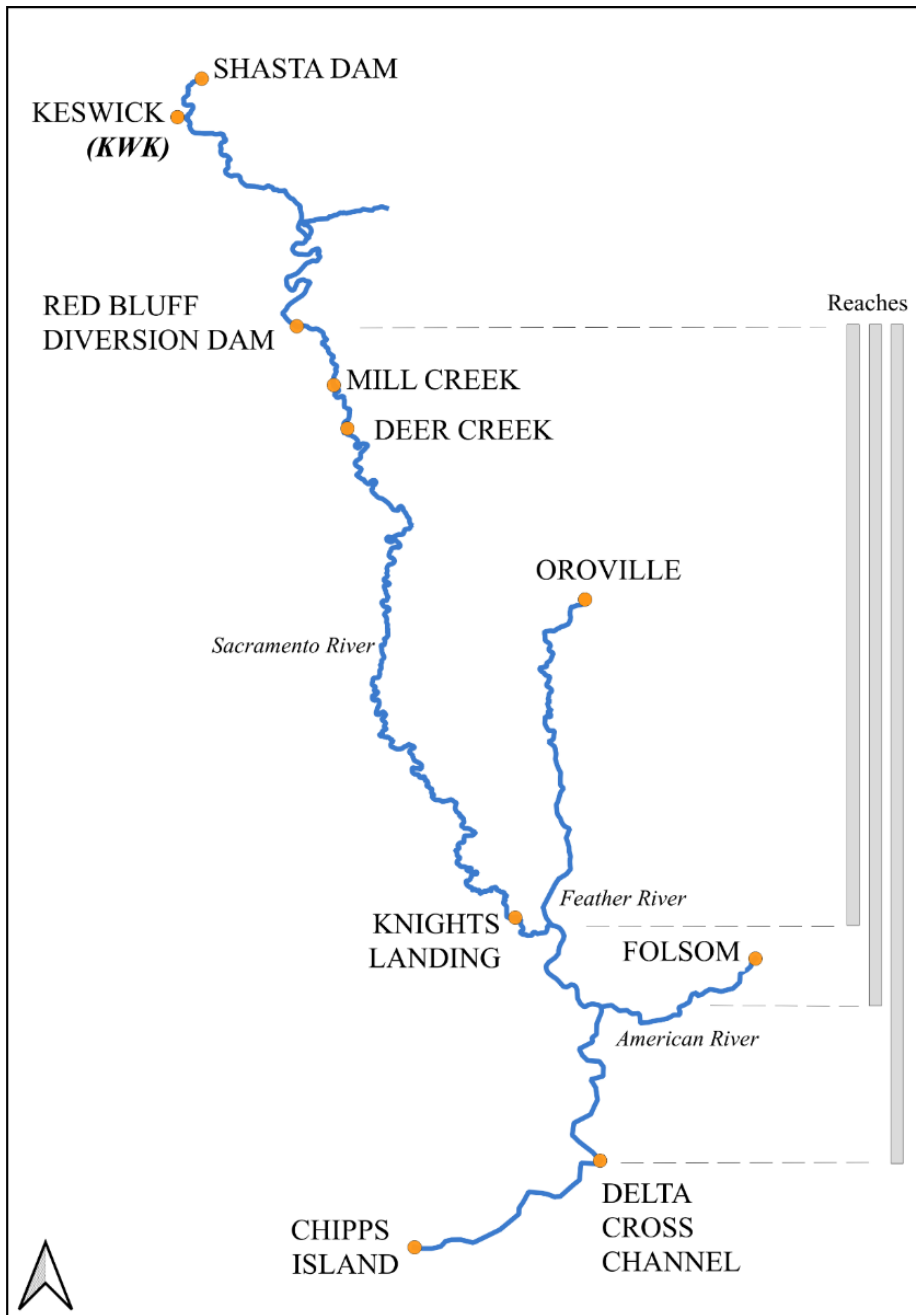 SHASTA DAM
KESWICK
(KWK)
RED BLUFF
DIVERSION DAM
Reaches
MILL CREEK
DEER CREEK
OROVILLE
Sacramento River
Feather River
KNIGHTS
LANDING
FOLSOM
American River
DELTA
CROSS
CHANNEL
CHIPPS
ISLAND